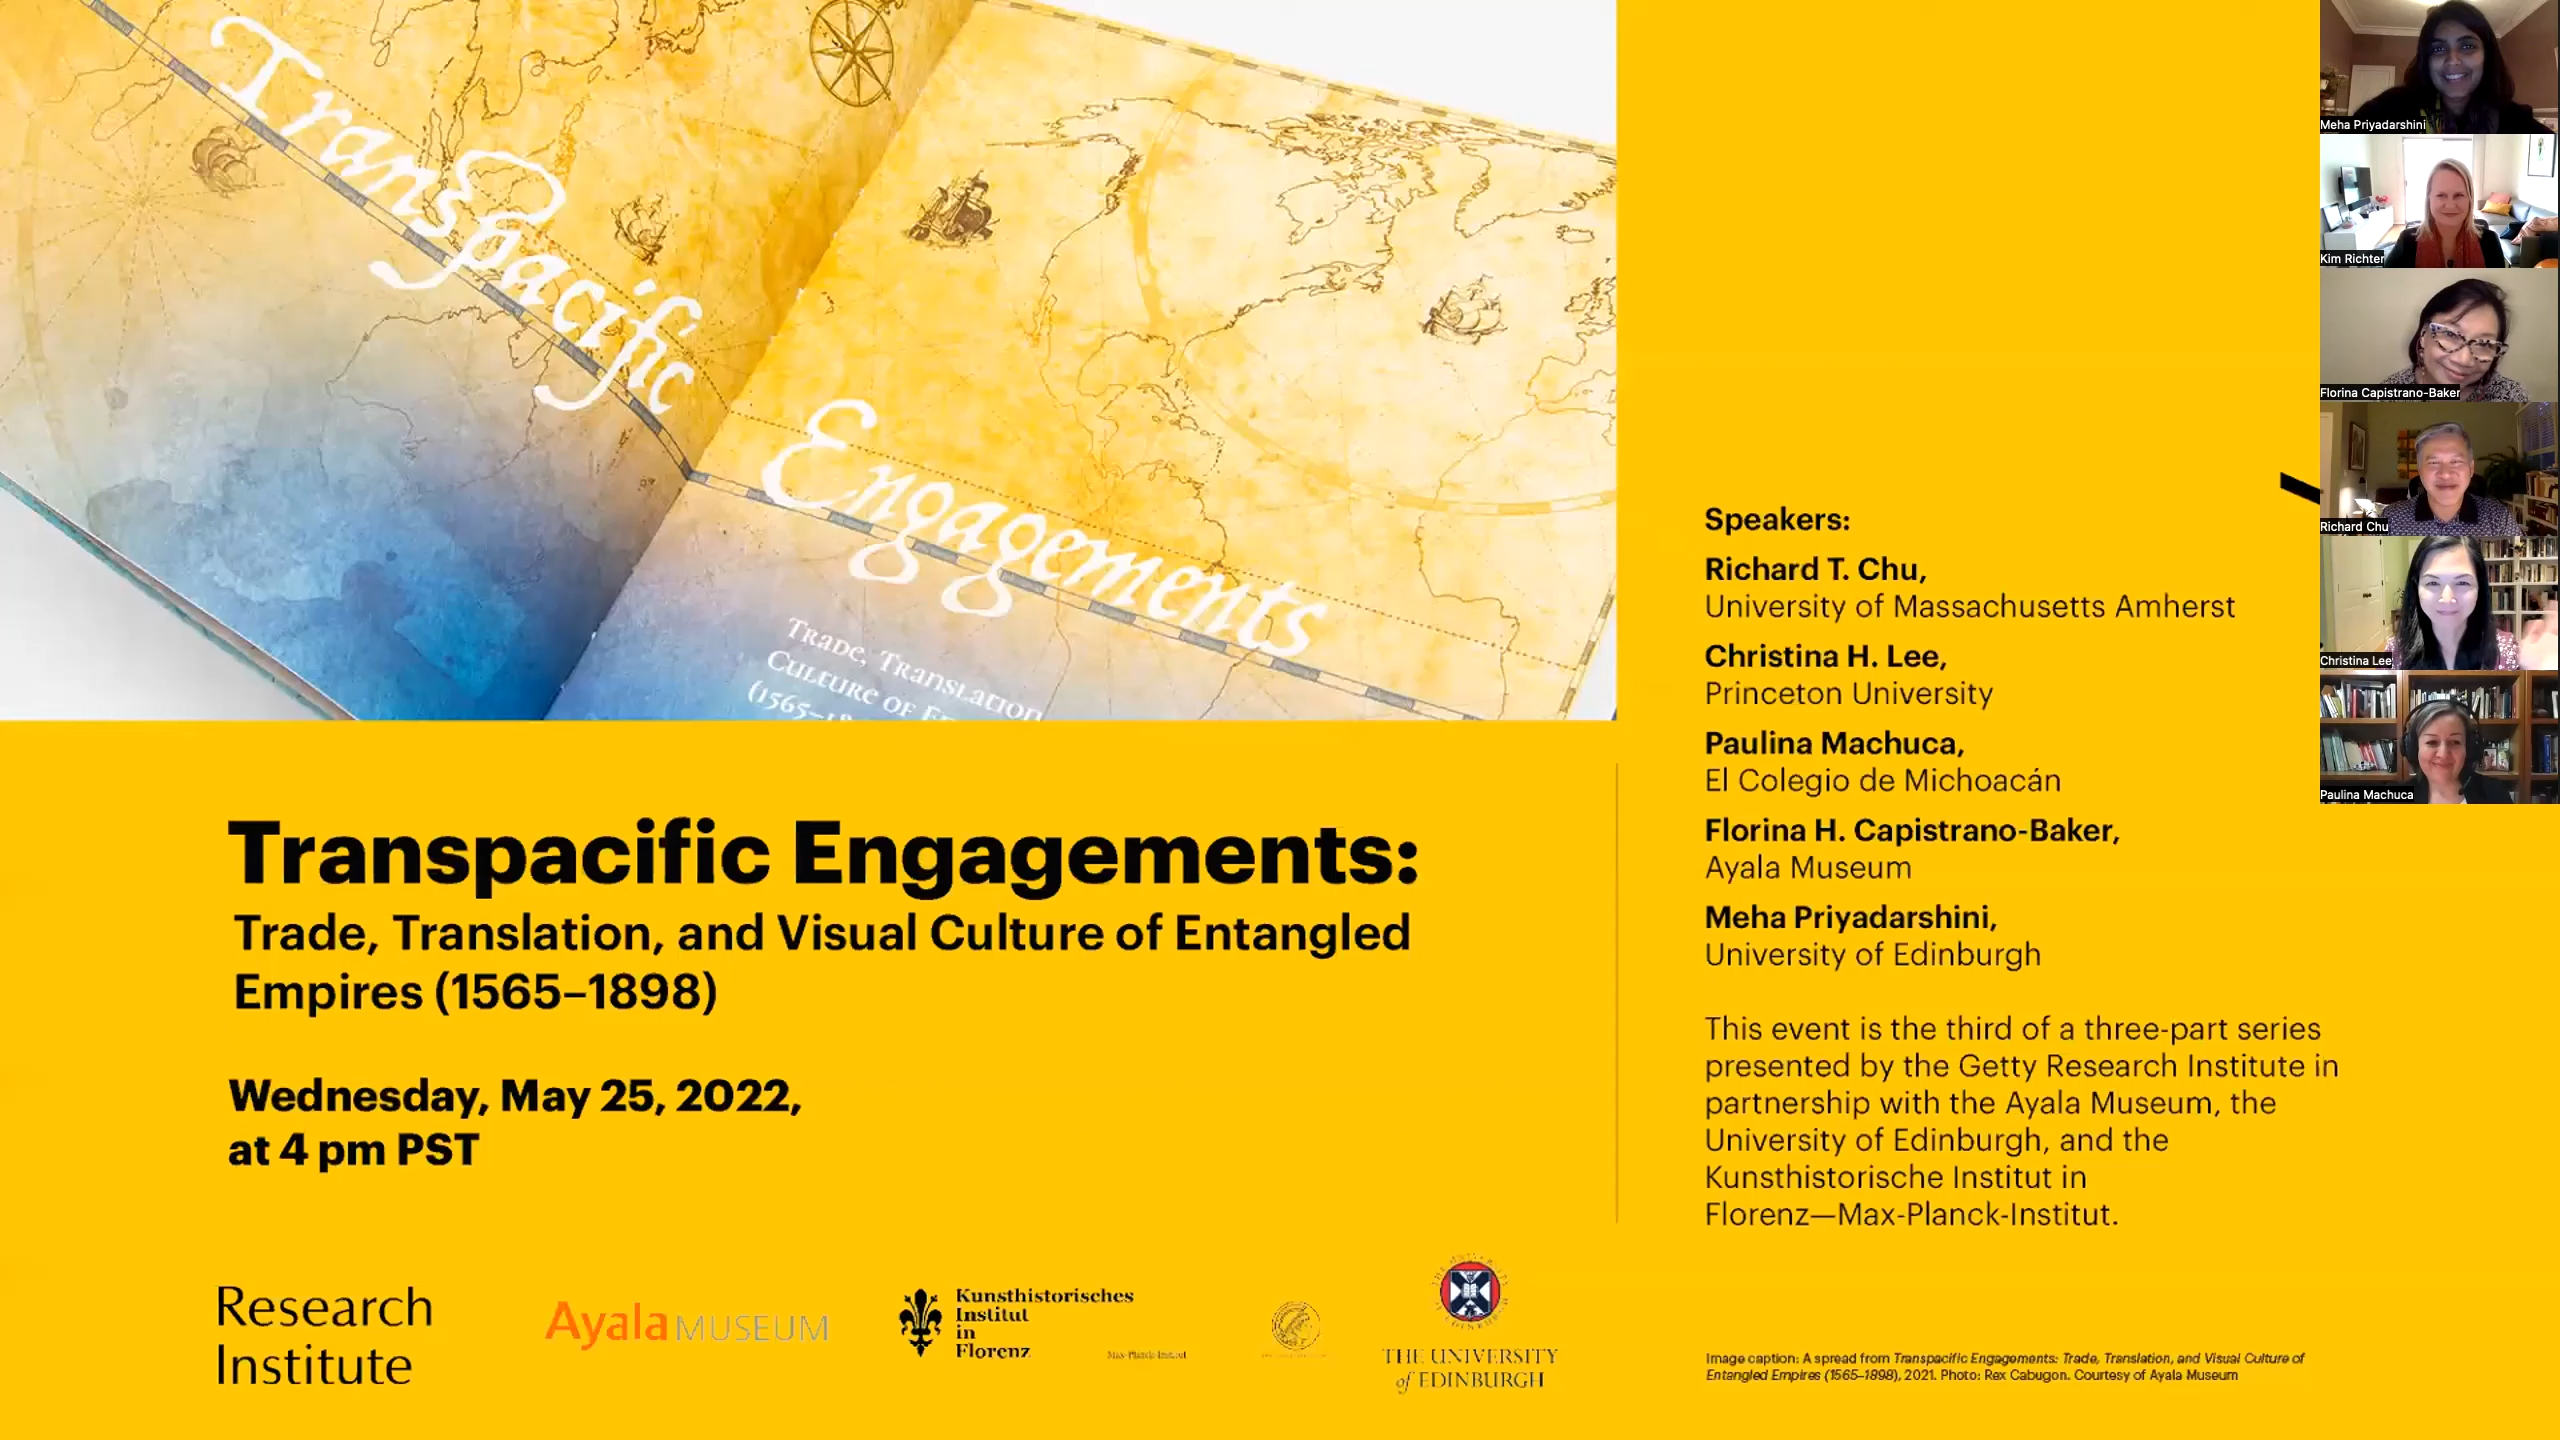 Transpacific
Engagements
Trade, Translation
Culture of
(1565–18
Transpacific Engagements:
Trade, Translation, and Visual Culture of Entangled
Empires (1565–1898)
Wednesday, May 25, 2022,
at 4 pm PST
Research
Institute
Ayala MUSEUM
Kunsthistorisches
Institut
in
Florenz
Max-Planck-Institut
THE UNIVERSITY
of EDINBURGH
Speakers:
Richard T. Chu,
University of Massachusetts Amherst
Christina H. Lee,
Princeton University
Paulina Machuca,
El Colegio de Michoacán
Florina H. Capistrano-Baker,
Ayala Museum
Meha Priyadarshini,
University of Edinburgh
This event is the third of a three-part series
presented by the Getty Research Institute in
partnership with the Ayala Museum, the
University of Edinburgh, and the
Kunsthistorische Institut in
Florenz—Max-Planck-Institut.
Image caption: A spread from Transpacific Engagements: Trade, Translation, and Visual Culture of
Entangled Empires (1565–1898), 2021. Photo: Rex Cabugon. Courtesy of Ayala Museum
Meha Priyadarshini
Kim Richter
Florina Capistrano-Baker
Richard Chu
Christina Lee
Paulina Machuca